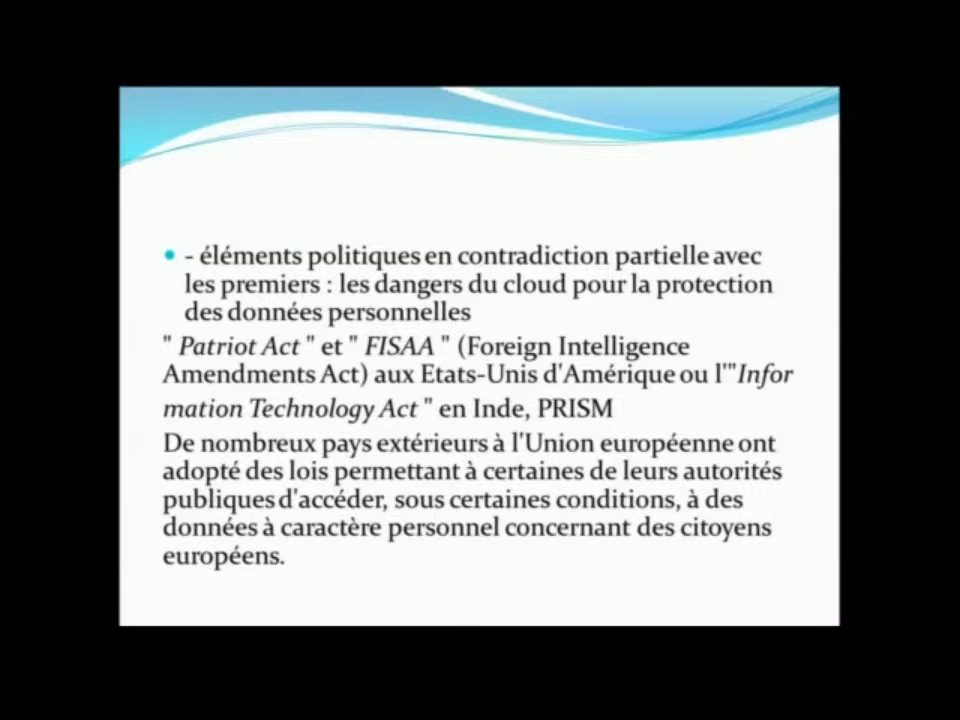 - éléments politiques en contradiction partielle avec
les premiers : les dangers du cloud pour la protection
des données personnelles
" Patriot Act " et " FISAA " (Foreign Intelligence
Amendments Act) aux Etats-Unis d'Amérique ou l'"Infor
mation Technology Act " en Inde, PRISM
De nombreux pays extérieurs à l'Union européenne ont
adopté des lois permettant à certaines de leurs autorités
publiques d'accéder, sous certaines conditions, à des
données à caractère personnel concernant des citoyens
européens.